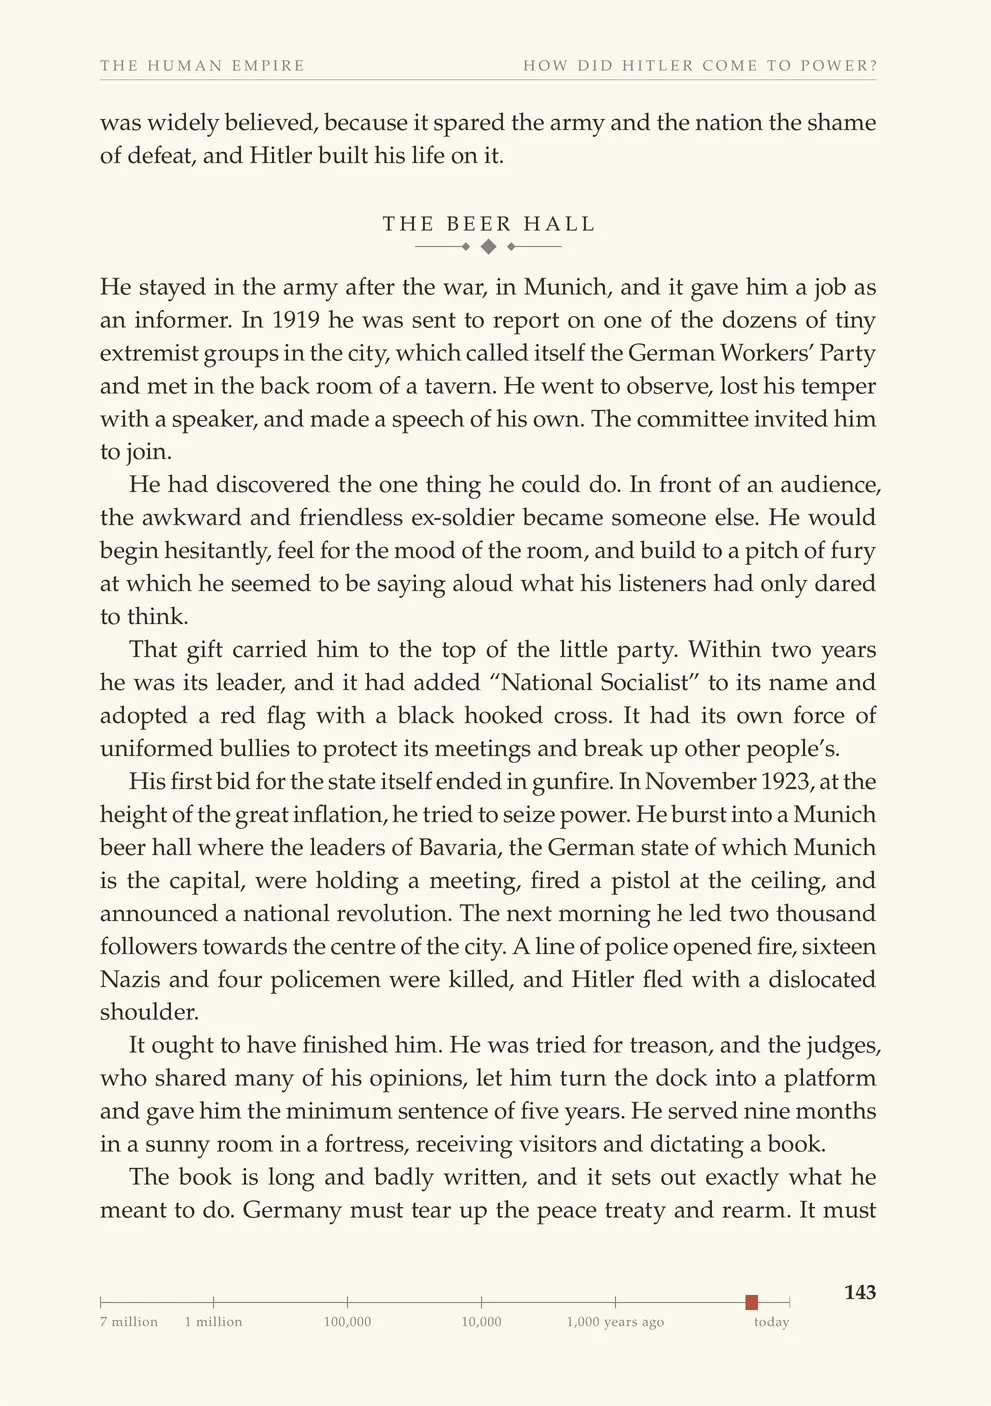 THE HUMAN EMPIRE
HOW DID HITLER COME TO POWER?
was widely believed, because it spared the army and the nation the shame
of defeat, and Hitler built his life on it.
THE BEER HALL
He stayed in the army after the war, in Munich, and it gave him a job as
an informer. In 1919 he was sent to report on one of the dozens of tiny
extremist groups in the city, which called itself the German Workers’ Party
and met in the back room of a tavern. He went to observe, lost his temper
with a speaker, and made a speech of his own. The committee invited him
to join.
He had discovered the one thing he could do. In front of an audience,
the awkward and friendless ex-soldier became someone else. He would
begin hesitantly, feel for the mood of the room, and build to a pitch of fury
at which he seemed to be saying aloud what his listeners had only dared
to think.
That gift carried him to the top of the little party. Within two years
he was its leader, and it had added “National Socialist” to its name and
adopted a red flag with a black hooked cross. It had its own force of
uniformed bullies to protect its meetings and break up other people’s.
His first bid for the state itself ended in gunfire. In November 1923, at the
height of the great inflation, he tried to seize power. He burst into a Munich
beer hall where the leaders of Bavaria, the German state of which Munich
is the capital, were holding a meeting, fired a pistol at the ceiling, and
announced a national revolution. The next morning he led two thousand
followers towards the centre of the city. A line of police opened fire, sixteen
Nazis and four policemen were killed, and Hitler fled with a dislocated
shoulder.
It ought to have finished him. He was tried for treason, and the judges,
who shared many of his opinions, let him turn the dock into a platform
and gave him the minimum sentence of five years. He served nine months
in a sunny room in a fortress, receiving visitors and dictating a book.
The book is long and badly written, and it sets out exactly what he
meant to do. Germany must tear up the peace treaty and rearm. It must
143
7 million 1 million 100,000 10,000 1,000 years ago today